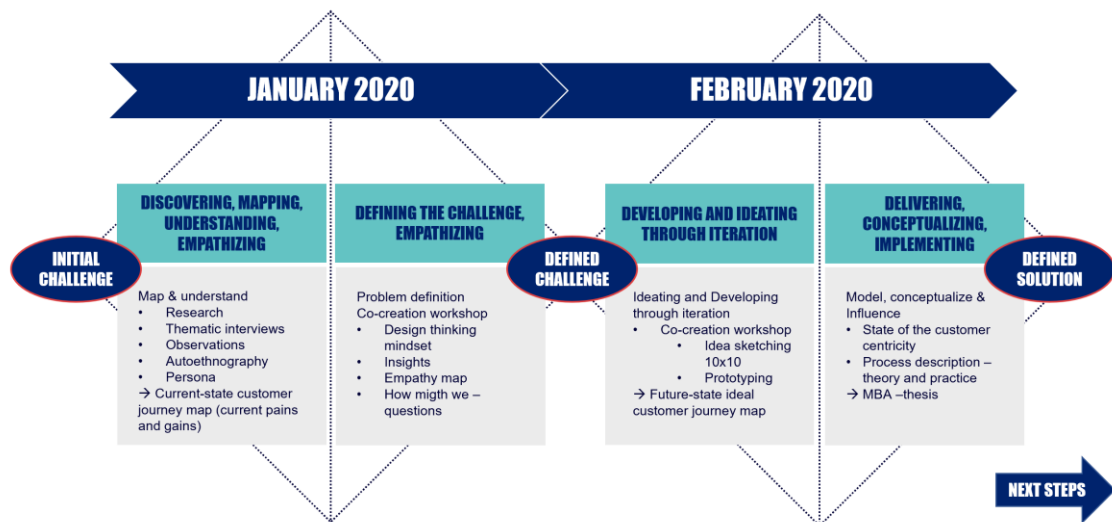 JANUARY 2020
FEBRUARY 2020
INITIAL
CHALLENGE
DISCOVERING, MAPPING,
UNDERSTANDING,
EMPATHIZING
Map & understand
• Research
• Thematic interviews
• Observations
• Autoethnography
• Persona
→ Current-state customer
journey map (current pains
and gains)
DEFINING THE CHALLENGE,
EMPATHIZING
Problem definition
Co-creation workshop
• Design thinking
mindset
• Insights
• Empathy map
• How migth we –
questions
DEFINED
CHALLENGE
DEVELOPING AND IDEATING
THROUGH ITERATION
Ideating and Developing
through iteration
• Co-creation workshop
• Idea sketching
10x10
• Prototyping
→ Future-state ideal
customer journey map
DELIVERING,
CONCEPTUALIZING,
IMPLEMENTING
Model, conceptualize &
Influence
• State of the customer
centricity
• Process description –
theory and practice
→ MBA –thesis
DEFINED
SOLUTION
NEXT STEPS